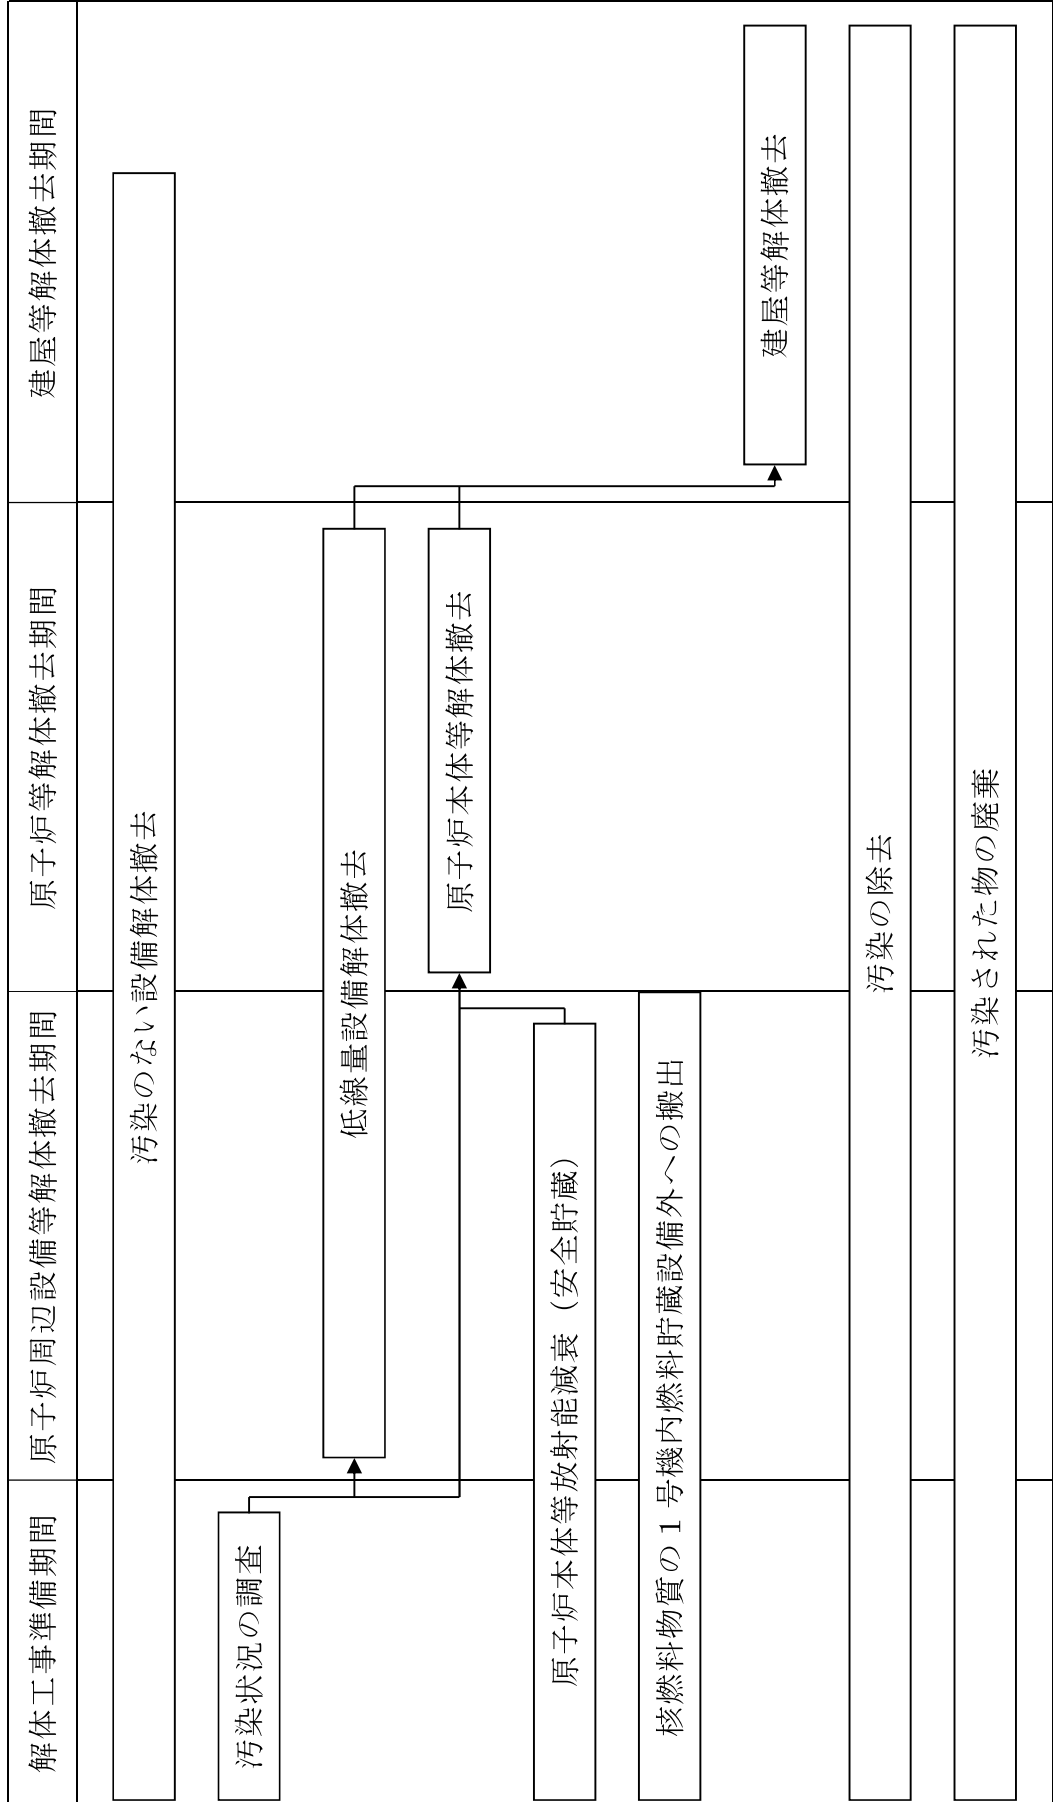 解体工事準備期間
原子炉周辺設備等解体撤去期間
原子炉等解体撤去期間
建屋等解体撤去期間
汚染のない設備解体撤去
汚染状況の調査
低線量設備解体撤去
原子炉本体等解体撤去
原子炉本体等放射能減衰（安全貯蔵）
核燃料物質の１号機内燃料貯蔵設備外への搬出
建屋等解体撤去
汚染の除去
汚染された物の廃棄